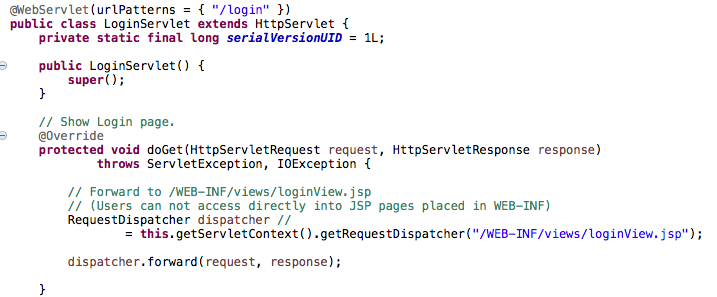 @WebServlet(urlPatterns = { "/login" })
public class LoginServlet extends HttpServlet {
    private static final long serialVersionUID = 1L;

    public LoginServlet() {
        super();
    }

    // Show Login page.
    @Override
    protected void doGet(HttpServletRequest request, HttpServletResponse response)
            throws ServletException, IOException {

        // Forward to /WEB-INF/views/loginView.jsp
        // (Users can not access directly into JSP pages placed in WEB-INF)
        RequestDispatcher dispatcher //
                = this.getServletContext().getRequestDispatcher("/WEB-INF/views/loginView.jsp");

        dispatcher.forward(request, response);

    }